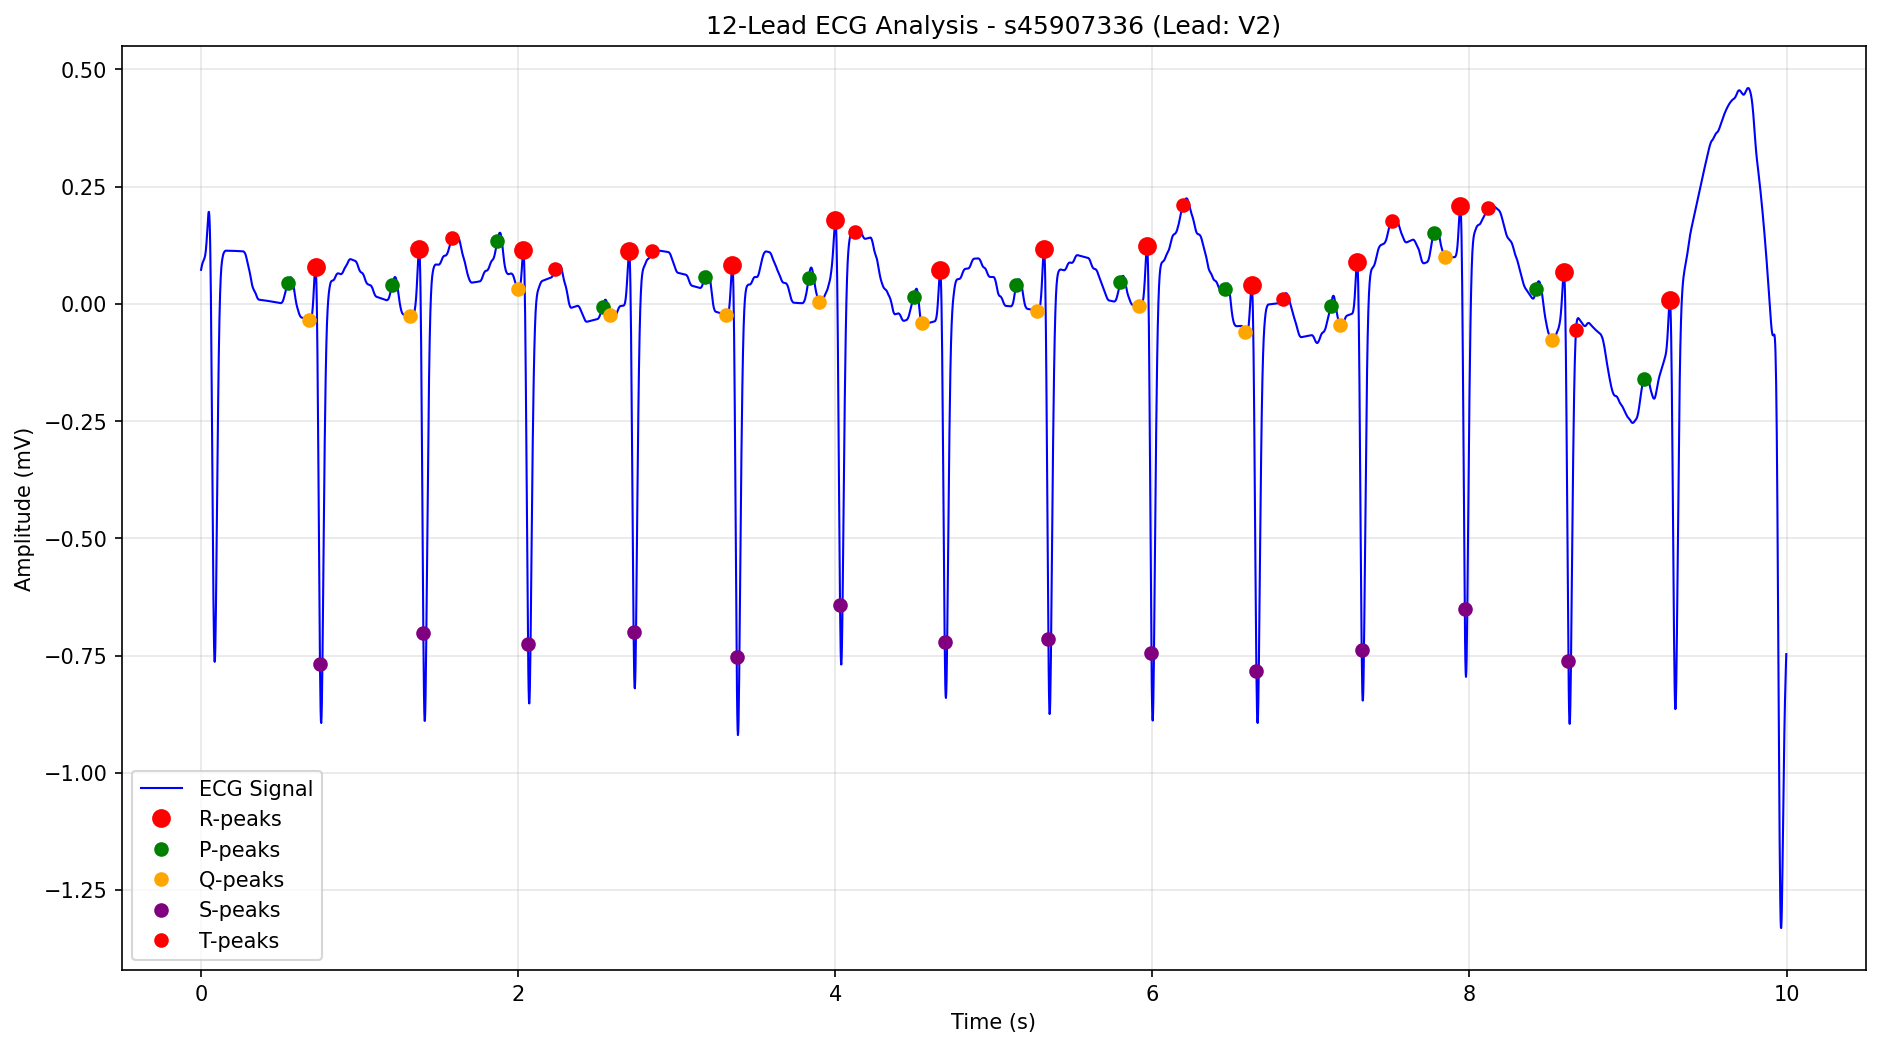 12-Lead ECG Analysis - s45907336 (Lead: V2)
Amplitude (mV)
0.50
0.25
0.00
−0.25
−0.50
−0.75
−1.00
−1.25
ECG Signal
R-peaks
P-peaks
Q-peaks
S-peaks
T-peaks
0 2 4 6 8 10
Time (s)